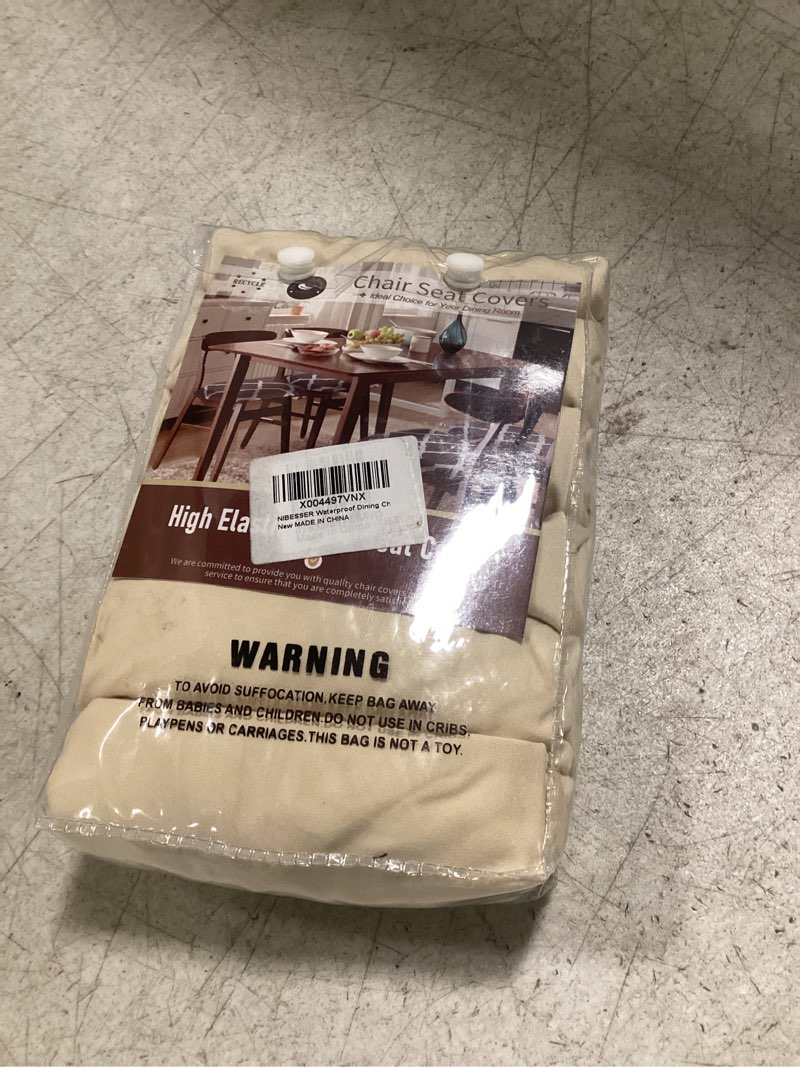 RECYCLE
Chair Seat Covers
Ideal Choice for Your Dining Room
X004497VNX
NIBESSER Waterproof Dining Ch
New MADE IN CHINA
High
We are committed to provide you with quality chair covers
service to ensure that you are completely
WARNING
TO AVOID SUFFOCATION,KEEP BAG AWAY
FROM BABIES AND CHILDREN.DO NOT USE IN CRIBS,
PLAYPENS OR CARRIAGES.THIS BAG IS NOT A TOY.